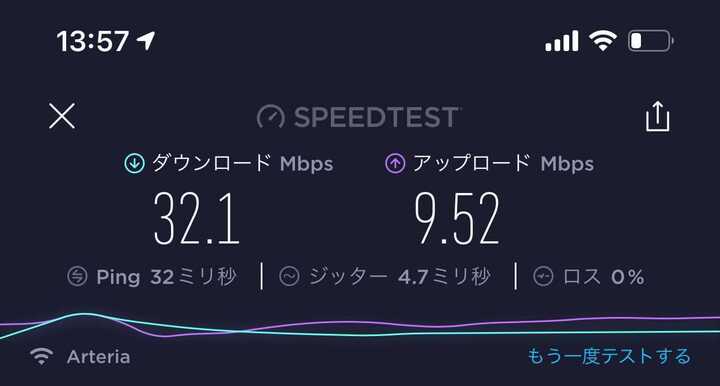 13:57
SPEEDTEST
ダウンロード Mbps アップロード Mbps
32.1 9.52
Ping 32ミリ秒 ジッター 4.7ミリ秒 ロス 0%
Arteria もう一度テストする